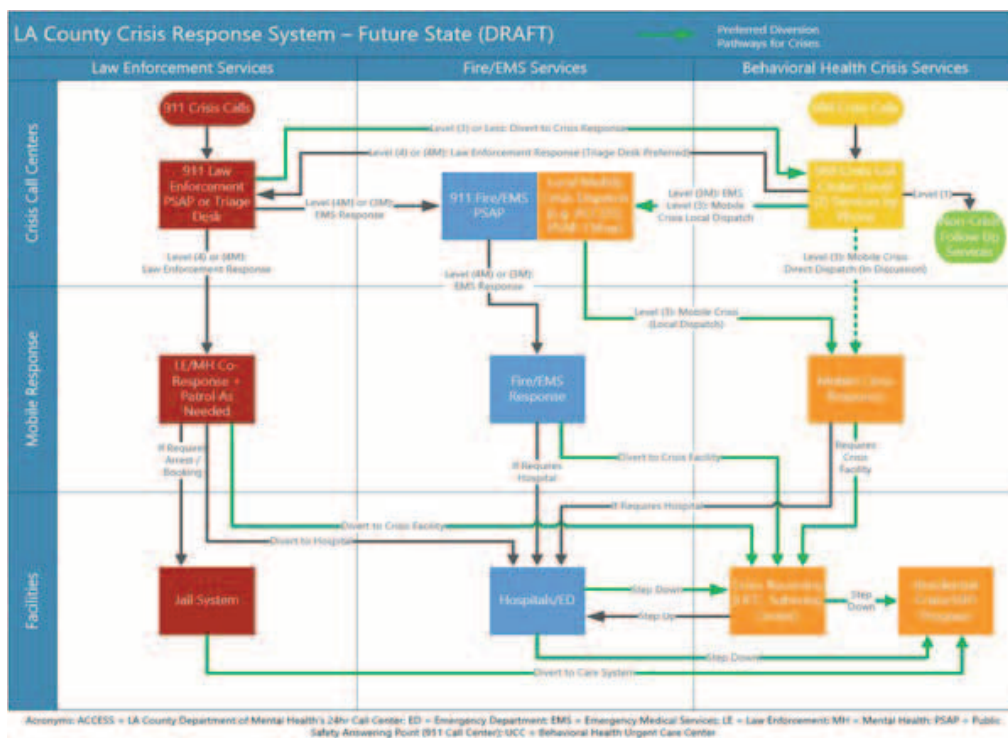 LA County Crisis Response System – Future State (DRAFT)
Preferred Diversion
Pathways for Crises
Law Enforcement Services
Fire/EMS Services
Behavioral Health Crisis Services
Crisis Call Centers
911 Crisis Calls
Level (3) or Less: Divert to Crisis Response
Level (4) or (4M): Law Enforcement Response (Triage Desk Preferred)
911 Law
Enforcement
PSAP or Triage
Desk
Level (4M) or (3M):
EMS Response
911 Fire/EMS
PSAP
Level (3M): EMS
Level (3): Mobile
Crisis Local Dispatch
Level (1)
Non-Crisis
Follow Up
Services
Level (4) or (4M):
Law Enforcement Response
Level (4M) or (3M):
EMS Response
Level (3): Mobile Crisis
Direct Dispatch (In Discussion)
Level (3): Mobile Crisis
(Local Dispatch)
Mobile Response
LE/MH Co-
Response +
Patrol As
Needed
Fire/EMS
Response
If Requires
Arrest /
Booking
If Requires
Hospital
Divert to Crisis Facility
Requires
Crisis
Facility
If Requires Hospital
Divert to Crisis Facility
Divert to Hospital
Facilities
Jail System
Hospitals/ED
Step Down
Step Up
Step
Down
Step Down
Divert to Care System
Acronyms: ACCESS = LA County Department of Mental Health's 24hr Call Center; ED = Emergency Department; EMS = Emergency Medical Services; LE = Law Enforcement; MH = Mental Health; PSAP = Public
Safety Answering Point (911 Call Center); UCC = Behavioral Health Urgent Care Center